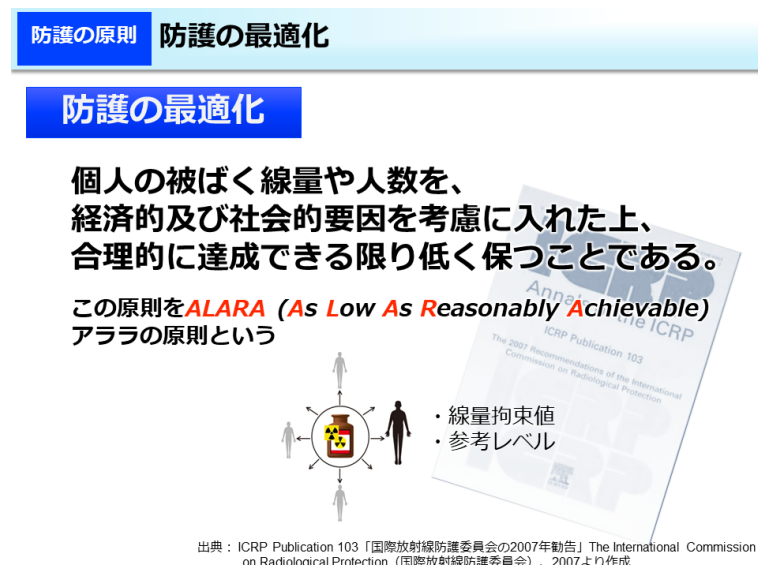 防護の原則 防護の最適化
防護の最適化
個人の被ばく線量や人数を、
経済的及び社会的要因を考慮に入れた上、
合理的に達成できる限り低く保つことである。
この原則をALARA (As Low As Reasonably Achievable)
アララの原則という
ICRP
Annals of the ICRP
ICRP Publication 103
The 2007 Recommendations of the International
Commission on Radiological Protection
・線量拘束値
・参考レベル
ICRP
ICRP
出典： ICRP Publication 103「国際放射線防護委員会の2007年勧告」The International Commission
on Radiological Protection（国際放射線防護委員会）、2007より作成